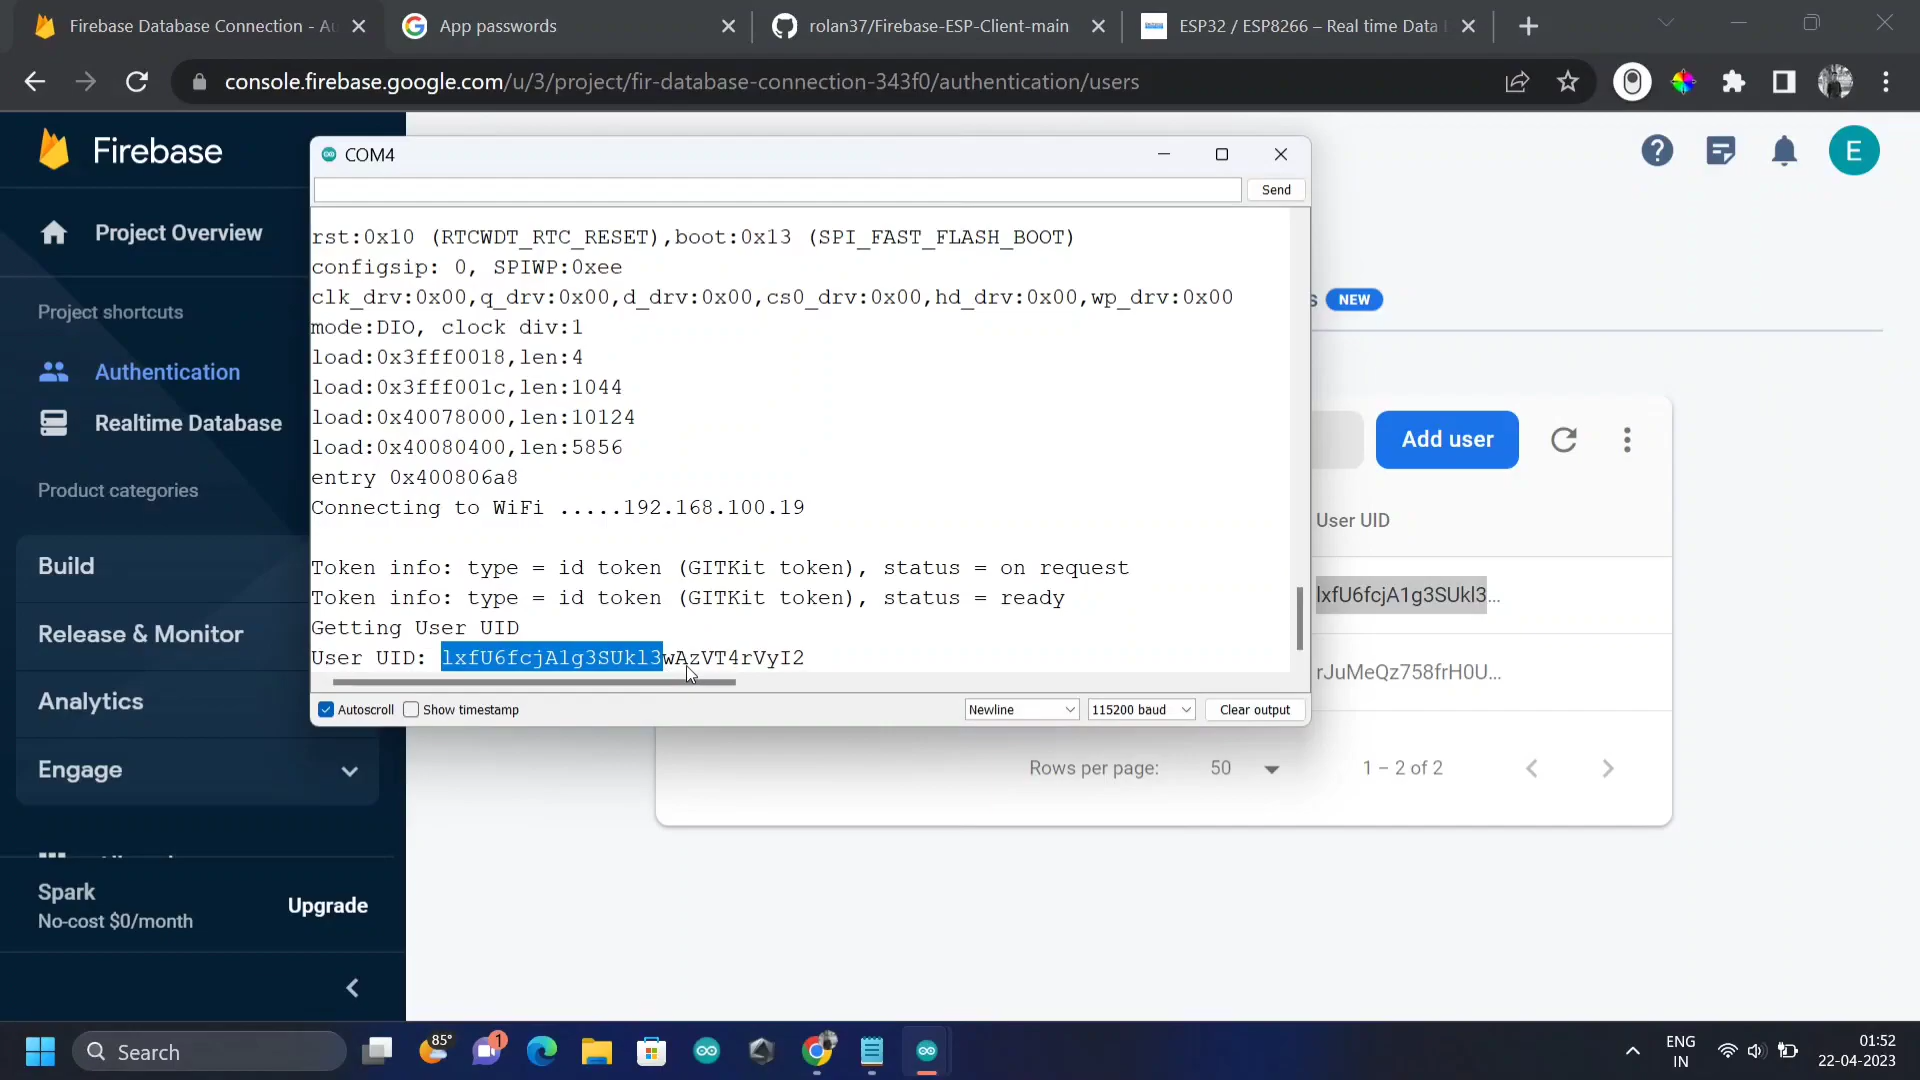 Firebase Database Connection - Au
App passwords
rolan37/Firebase-ESP-Client-main
ESP32 / ESP8266 – Real time Data
console.firebase.google.com/u/3/project/fir-database-connection-343f0/authentication/users
Firebase
E
COM4
Send
Project Overview
Project shortcuts
Authentication
Realtime Database
Product categories
Build
Release & Monitor
Analytics
Engage
Spark
No-cost $0/month
Upgrade
rst:0x10 (RTCWDT_RTC_RESET),boot:0x13 (SPI_FAST_FLASH_BOOT)
configsip: 0, SPIWP:0xee
clk_drv:0x00,q_drv:0x00,d_drv:0x00,cs0_drv:0x00,hd_drv:0x00,wp_drv:0x00
mode:DIO, clock div:1
load:0x3fff0018,len:4
load:0x3fff001c,len:1044
load:0x40078000,len:10124
load:0x40080400,len:5856
entry 0x400806a8
Connecting to WiFi .....192.168.100.19
Token info: type = id token (GITKit token), status = on request
Token info: type = id token (GITKit token), status = ready
Getting User UID
User UID: lxfU6fcjA1g3SUkl3wAzVT4rVyI2
Autoscroll
Show timestamp
Newline
115200 baud
Clear output
s NEW
Add user
User UID
lxfU6fcjA1g3SUkl3...
rJuMeQz758frH0U...
Rows per page:
50
1 – 2 of 2
Search
85°
1
ENG
IN
01:52
22-04-2023